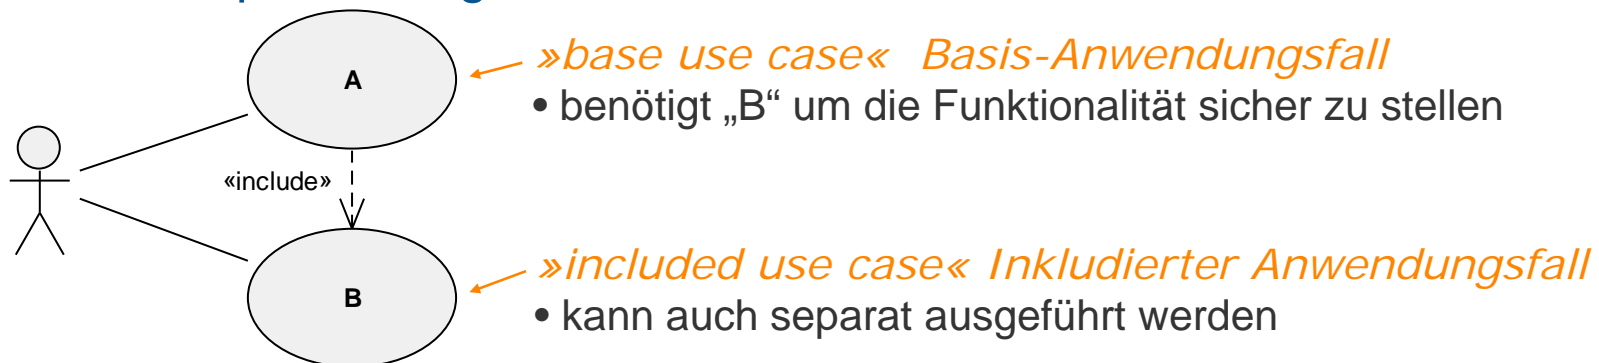 A
»base use case« Basis-Anwendungsfall
• benötigt „B“ um die Funktionalität sicher zu stellen
«include»
»included use case« Inkludierter Anwendungsfall
B
• kann auch separat ausgeführt werden